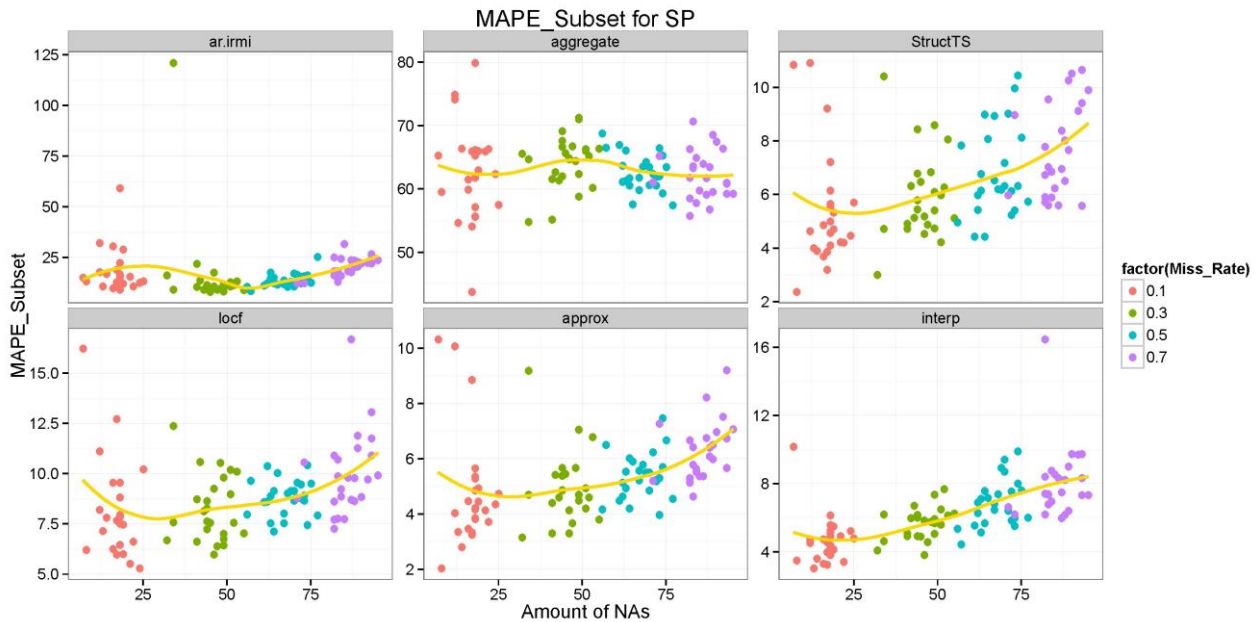 MAPE_Subset for SP
ar.irmi
aggregate
StructTS
125
100
75
50
25
80
70
60
50
10
8
6
4
2
locf
approx
interp
15.0
12.5
10.0
7.5
5.0
10
8
6
4
2
16
12
8
4
25 50 75
25 50 75
25 50 75
MAPE_Subset
Amount of NAs
factor(Miss_Rate)
0.1
0.3
0.5
0.7